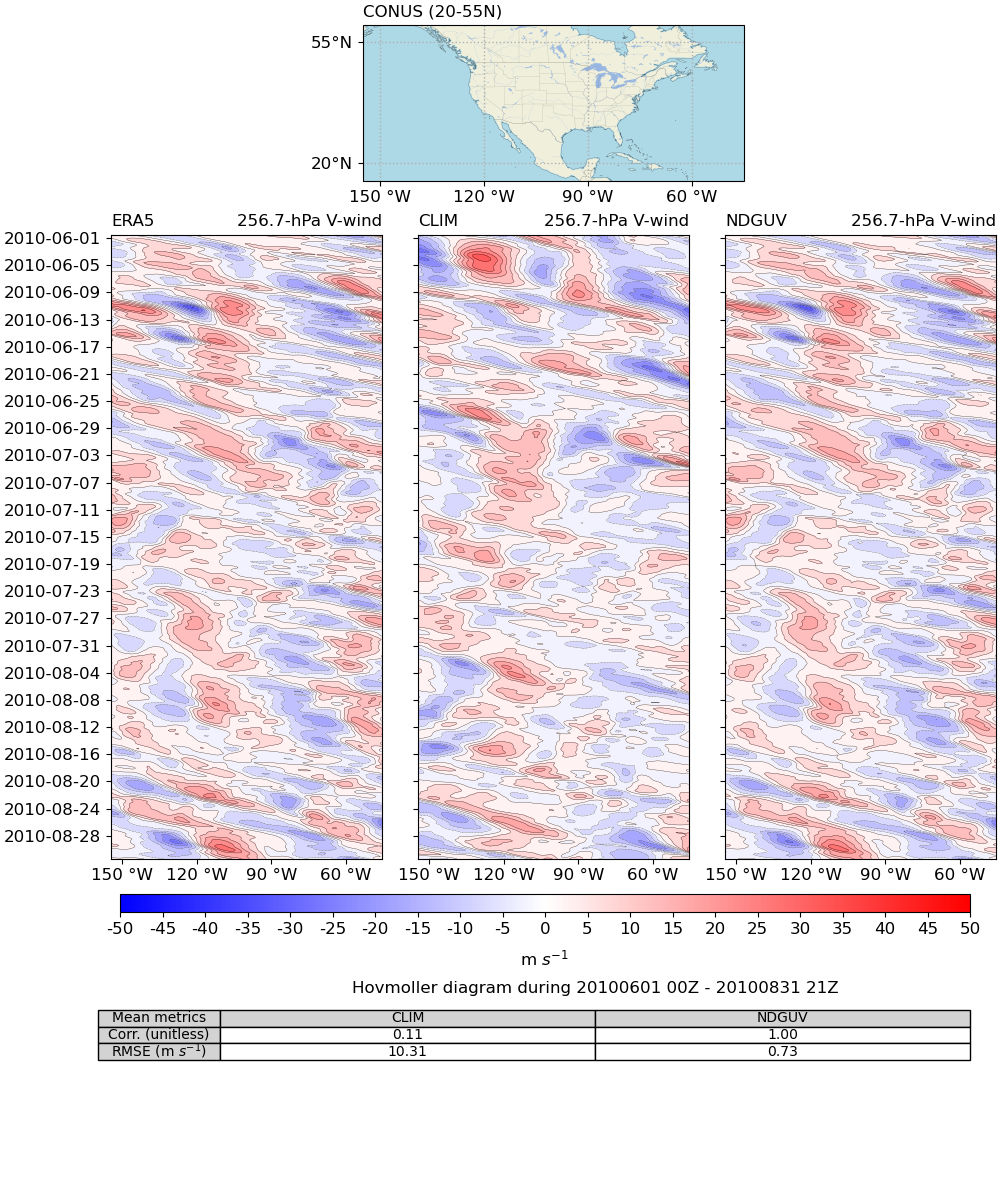 CONUS (20-55N)
55°N
20°N
150 °W 120 °W 90 °W 60 °W
ERA5 256.7-hPa V-wind CLIM 256.7-hPa V-wind NDGUV 256.7-hPa V-wind
2010-06-01
2010-06-05
2010-06-09
2010-06-13
2010-06-17
2010-06-21
2010-06-25
2010-06-29
2010-07-03
2010-07-07
2010-07-11
2010-07-15
2010-07-19
2010-07-23
2010-07-27
2010-07-31
2010-08-04
2010-08-08
2010-08-12
2010-08-16
2010-08-20
2010-08-24
2010-08-28
150 °W 120 °W 90 °W 60 °W 150 °W 120 °W 90 °W 60 °W 150 °W 120 °W 90 °W 60 °W
-50 -45 -40 -35 -30 -25 -20 -15 -10 -5 0 5 10 15 20 25 30 35 40 45 50
m s⁻¹
Hovmoller diagram during 20100601 00Z - 20100831 21Z
Mean metrics CLIM NDGUV
Corr. (unitless) 0.11 1.00
RMSE (m s⁻¹) 10.31 0.73